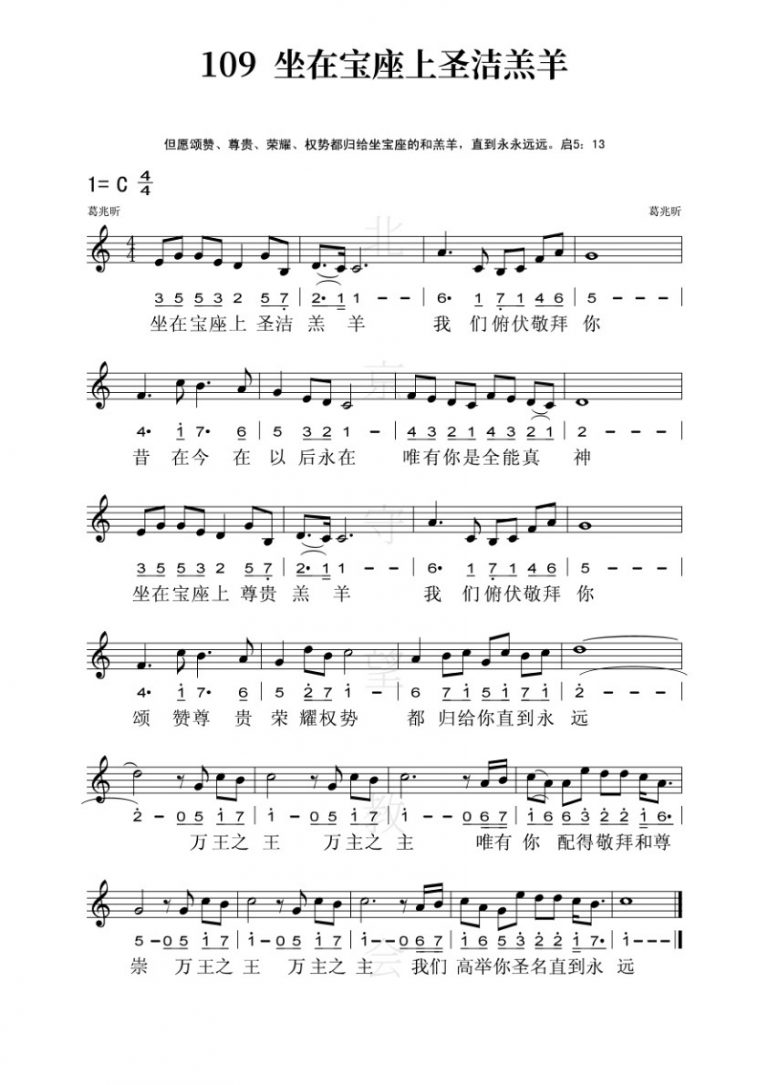 109 坐在宝座上圣洁羔羊
但愿颂赞、尊贵、荣耀、权势都归给坐宝座的和羔羊，直到永永远远。启5：13
1= C 4/4
葛兆昕 葛兆昕
3 5 5 3 2 5 7 | 2· 1 1 - - | 6· 1 7 1 4 6 | 5 - - - |
坐在宝座上 圣洁 羔 羊 我 们俯伏敬拜 你
4· 1 7· 6 | 5 3 2 1 - - | 4 3 2 1 4 3 2 1 | 2 - - - |
昔 在今 在 以 后永在 唯有你是全能真 神
3 5 5 3 2 5 7 | 2· 1 1 - - | 6· 1 7 1 4 6 | 5 - - - |
坐在宝座上 尊贵 羔 羊 我 们俯伏敬拜 你
4· 1 7· 6 | 5 2 7 1 - | 6 7 1 5 1 7 1 | 2 - - - |
颂 赞尊 贵 荣 耀权势 都 归给你直到永 远
2 - 0 5 1 7 | 1 - 0 5 1 7 | 1 - - 0 6 7 | 1 6 6 3 2 2 1 6 |
万王之 王 万主之 主 唯有 你 配得敬拜和尊
5 - 0 5 1 7 | 1 - 0 5 1 7 | 1 - - 0 6 7 | 1 6 5 3 2 2 1 7· | 1 - - - ‖
崇 万王之 王 万主之 主 我们 高举你圣名直到永 远
北京守望教会